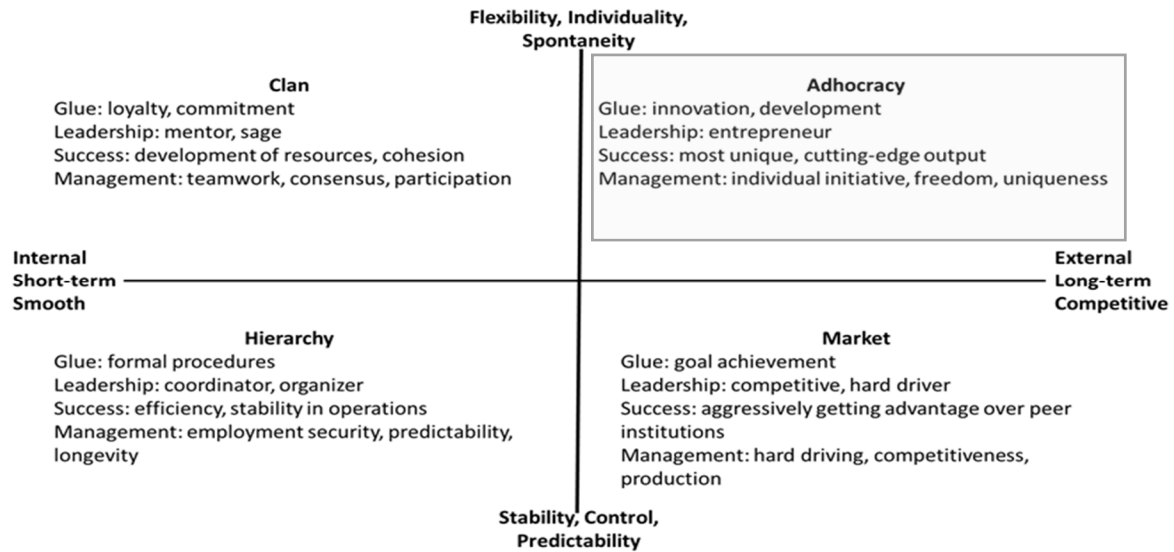 Flexibility, Individuality,
Spontaneity
Clan
Glue: loyalty, commitment
Leadership: mentor, sage
Success: development of resources, cohesion
Management: teamwork, consensus, participation
Adhocracy
Glue: innovation, development
Leadership: entrepreneur
Success: most unique, cutting-edge output
Management: individual initiative, freedom, uniqueness
Internal
Short-term
Smooth
External
Long-term
Competitive
Hierarchy
Glue: formal procedures
Leadership: coordinator, organizer
Success: efficiency, stability in operations
Management: employment security, predictability,
longevity
Market
Glue: goal achievement
Leadership: competitive, hard driver
Success: aggressively getting advantage over peer
institutions
Management: hard driving, competitiveness,
production
Stability, Control,
Predictability